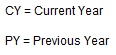 CY = Current Year
PY = Previous Year